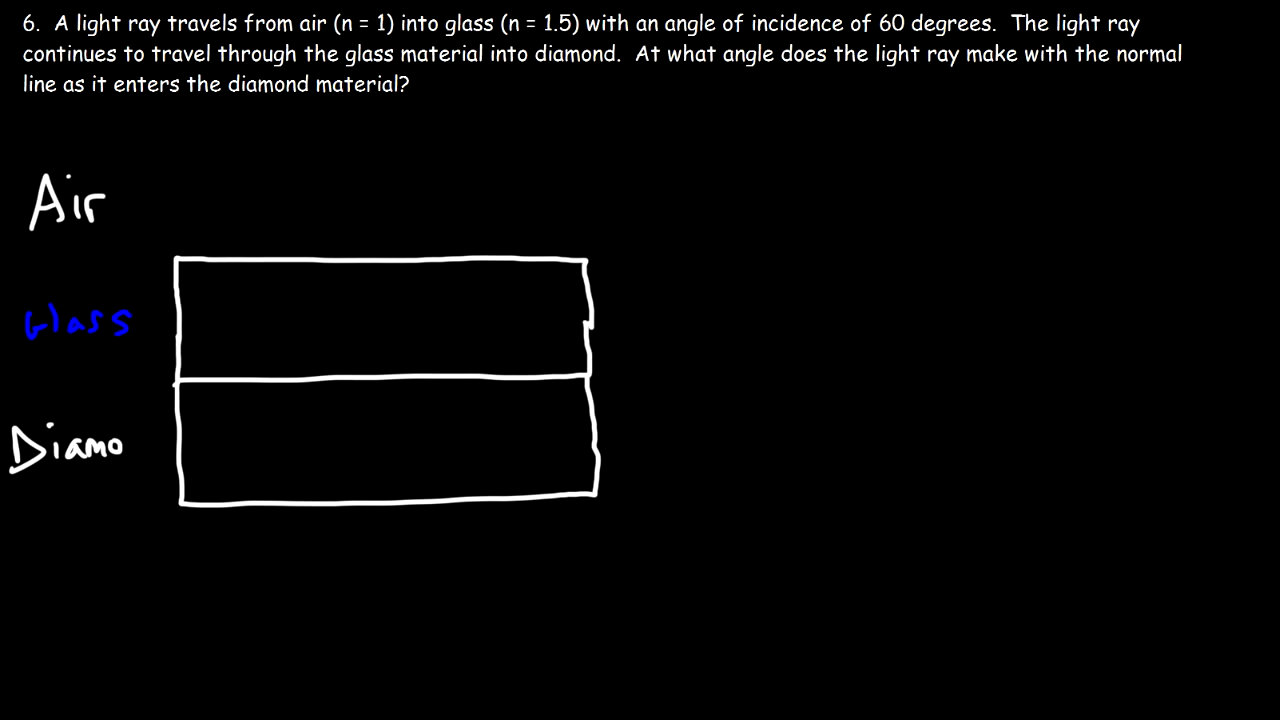 6. A light ray travels from air (n = 1) into glass (n = 1.5) with an angle of incidence of 60 degrees. The light ray
continues to travel through the glass material into diamond. At what angle does the light ray make with the normal
line as it enters the diamond material?
Air
Glass
Diamo